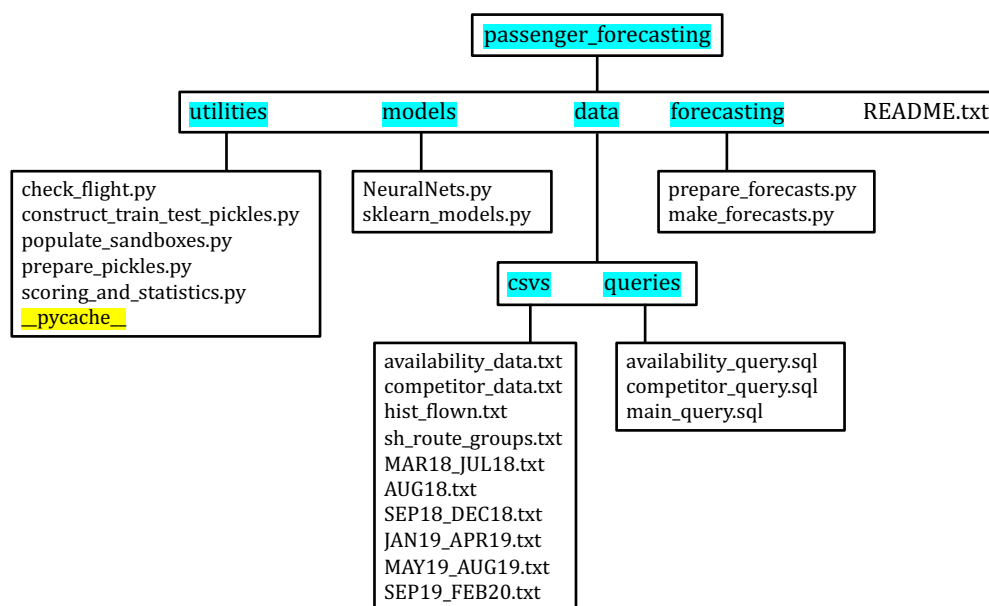 passenger_forecasting
utilities models data forecasting README.txt
check_flight.py
construct_train_test_pickles.py
populate_sandboxes.py
prepare_pickles.py
scoring_and_statistics.py
__pycache__
NeuralNets.py
sklearn_models.py
prepare_forecasts.py
make_forecasts.py
csvs queries
availability_data.txt
competitor_data.txt
hist_flown.txt
sh_route_groups.txt
MAR18_JUL18.txt
AUG18.txt
SEP18_DEC18.txt
JAN19_APR19.txt
MAY19_AUG19.txt
SEP19_FEB20.txt
availability_query.sql
competitor_query.sql
main_query.sql